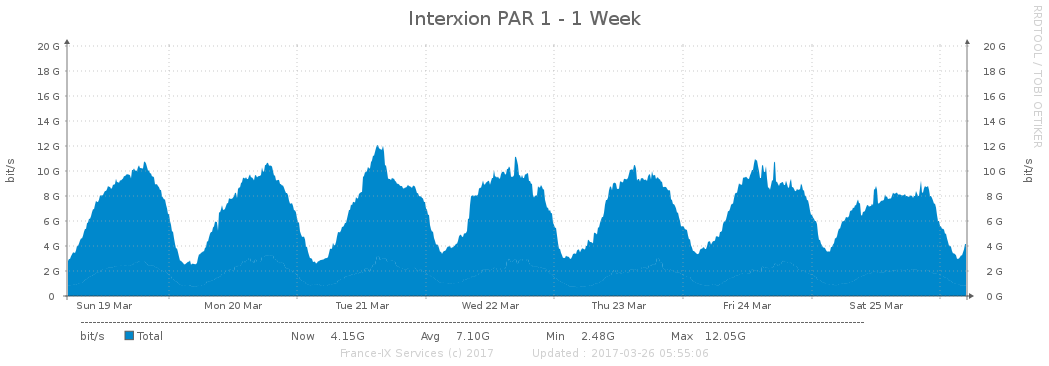 Interxion PAR 1 - 1 Week
RRDTOOL / TOBI OETIKER
bit/s
bit/s
20 G 20 G
18 G 18 G
16 G 16 G
14 G 14 G
12 G 12 G
10 G 10 G
8 G 8 G
6 G 6 G
4 G 4 G
2 G 2 G
0 0 G
Sun 19 Mar Mon 20 Mar Tue 21 Mar Wed 22 Mar Thu 23 Mar Fri 24 Mar Sat 25 Mar
bit/s Total Now 4.15G Avg 7.10G Min 2.48G Max 12.05G
France-IX Services (c) 2017 Updated : 2017-03-26 05:55:06